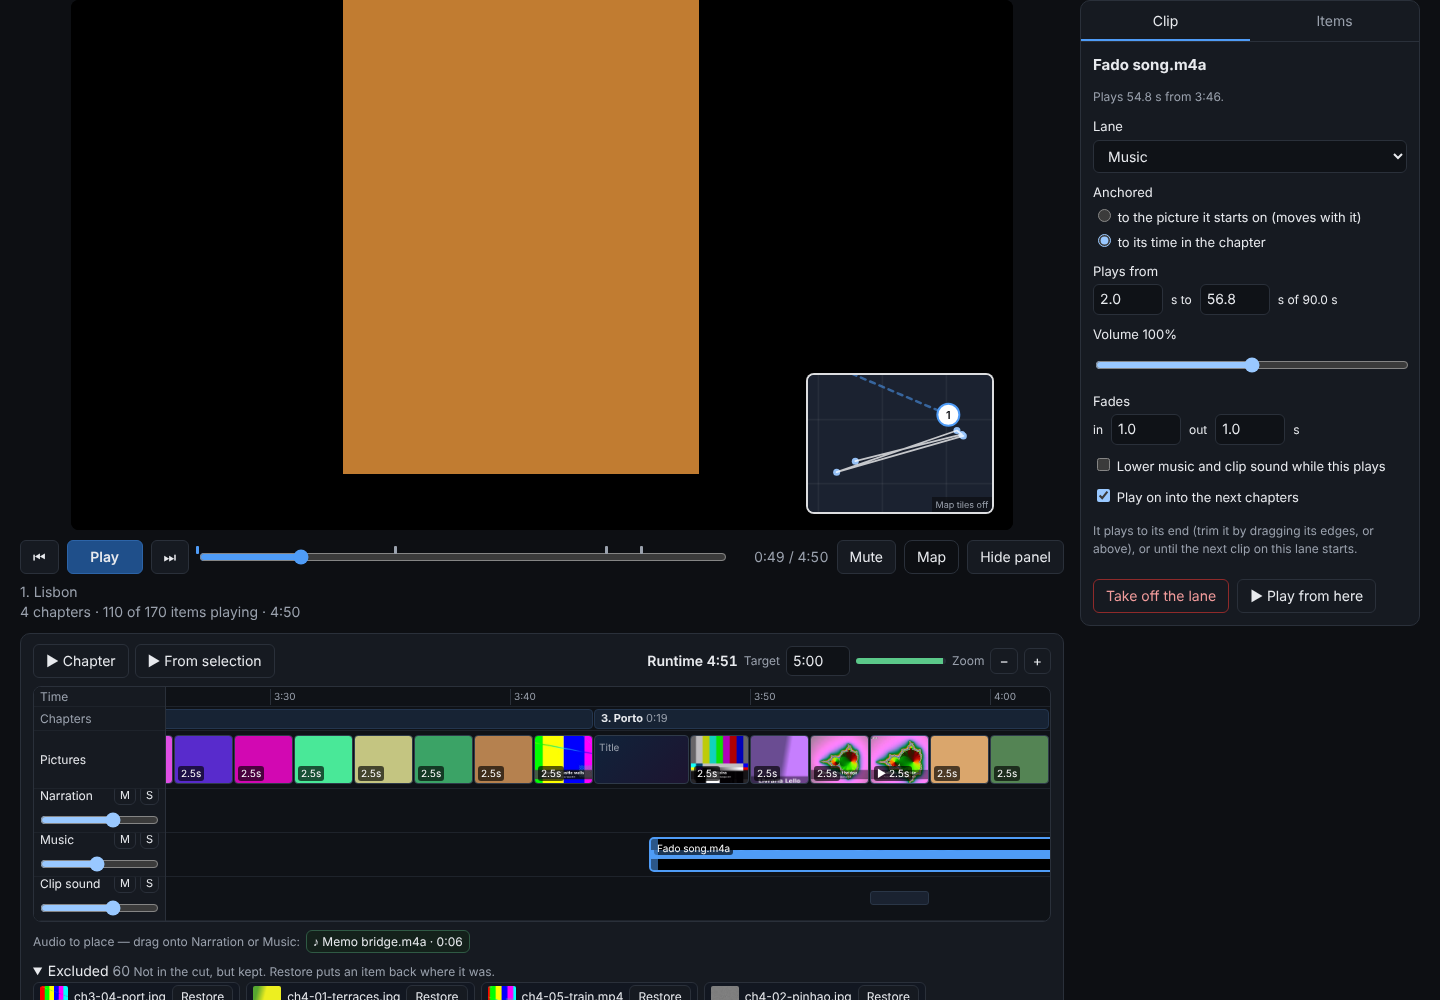 Clip Items
Fado song.m4a
Plays 54.8 s from 3:46.
Lane
Music
Anchored
to the picture it starts on (moves with it)
to its time in the chapter
Plays from
2.0 s to 56.8 s of 90.0 s
Volume 100%
Fades
in 1.0 out 1.0 s
Lower music and clip sound while this plays
Play on into the next chapters
It plays to its end (trim it by dragging its edges, or
above), or until the next clip on this lane starts.
Take off the lane ▶ Play from here
1
Map tiles off
⏮ Play ⏭ 0:49 / 4:50 Mute Map Hide panel
1. Lisbon
4 chapters · 110 of 170 items playing · 4:50
▶ Chapter ▶ From selection Runtime 4:51 Target 5:00 Zoom − +
Time 3:30 3:40 3:50 4:00
Chapters 3. Porto 0:19
Pictures 2.5s 2.5s 2.5s 2.5s 2.5s 2.5s 2.5s Title 2.5s 2.5s 2.5s ▶ 2.5s 2.5s 2.5s
Narration M S
Music M S
Fado song.m4a
Clip sound M S
Audio to place — drag onto Narration or Music: ♪ Memo bridge.m4a · 0:06
▼ Excluded 60 Not in the cut, but kept. Restore puts an item back where it was.
ch3-04-port.jpg Restore ch4-01-terraces.jpg Restore ch4-05-train.mp4 Restore ch4-02-pinhao.jpg Restore